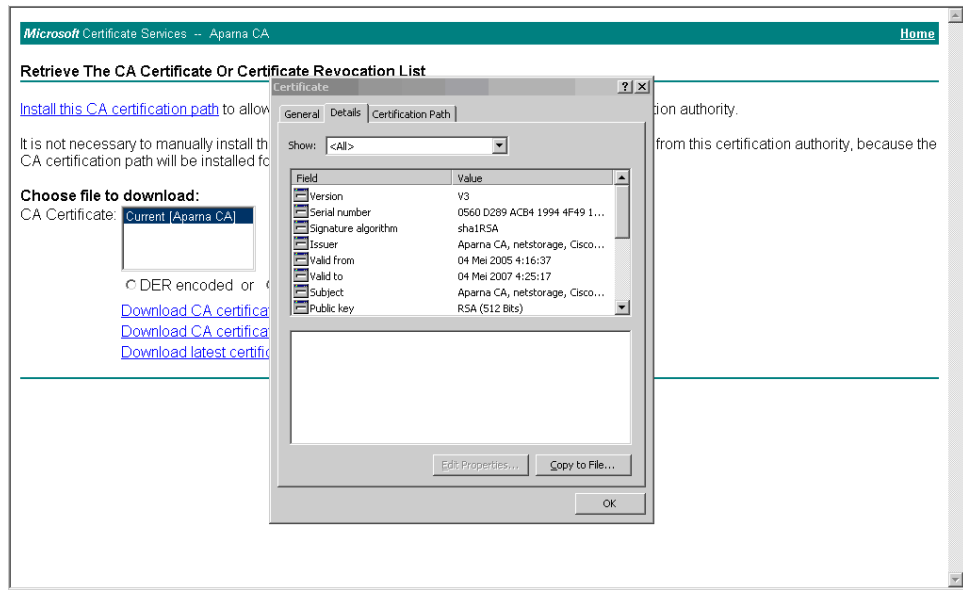 Microsoft Certificate Services -- Aparna CA Home
Retrieve The CA Certificate Or Certificate Revocation List
Install this CA certification path to allow
tion authority.
It is not necessary to manually install th
from this certification authority, because the
CA certification path will be installed fo
Choose file to download:
CA Certificate: Current [Aparna CA]
DER encoded or
Download CA certifica
Download CA certifica
Download latest certific
Certificate
General Details Certification Path
Show: <All>
Field Value
Version V3
Serial number 0560 D289 ACB4 1994 4F49 1...
Signature algorithm sha1RSA
Issuer Aparna CA, netstorage, Cisco...
Valid from 04 Mei 2005 4:16:37
Valid to 04 Mei 2007 4:25:17
Subject Aparna CA, netstorage, Cisco...
Public key RSA (512 Bits)
Edit Properties... Copy to File...
OK